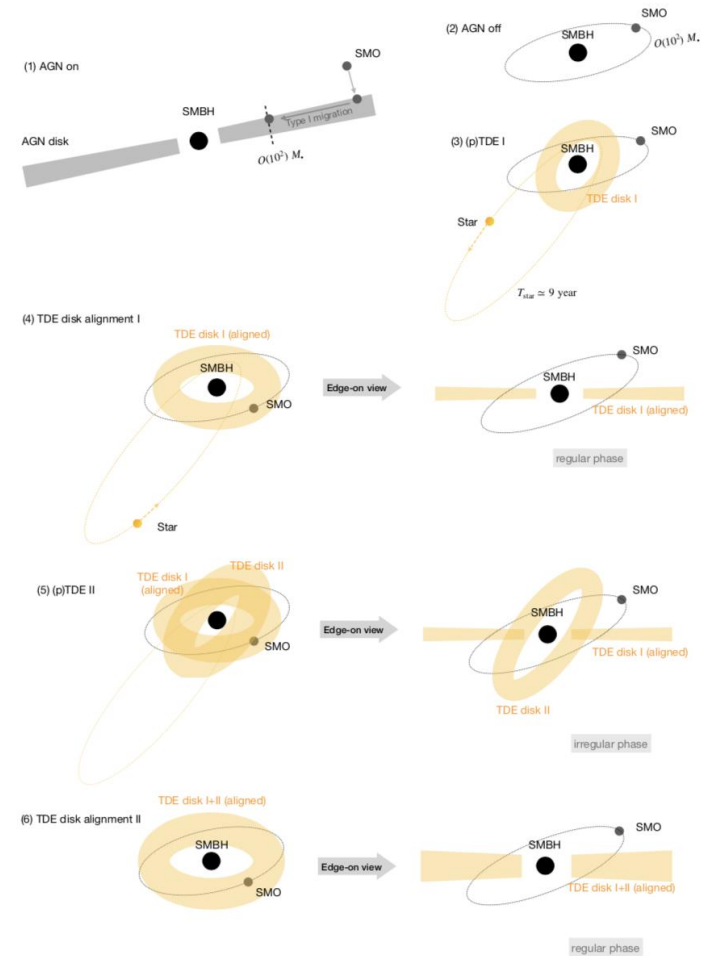 (1) AGN on
SMO
SMBH
Type I migration
AGN disk
O(10²) M•
(2) AGN off
SMO
SMBH
O(10²) M•
(3) (p)TDE I
SMO
SMBH
TDE disk I
Star
T_star ≃ 9 year
(4) TDE disk alignment I
TDE disk I (aligned)
SMBH
SMO
Star
Edge-on view
SMO
SMBH
TDE disk I (aligned)
regular phase
(5) (p)TDE II
TDE disk II
TDE disk I
(aligned)
SMBH
SMO
Edge-on view
SMO
SMBH
TDE disk I (aligned)
TDE disk II
irregular phase
(6) TDE disk alignment II
TDE disk I+II (aligned)
SMBH
SMO
Edge-on view
SMO
SMBH
TDE disk I+II (aligned)
regular phase